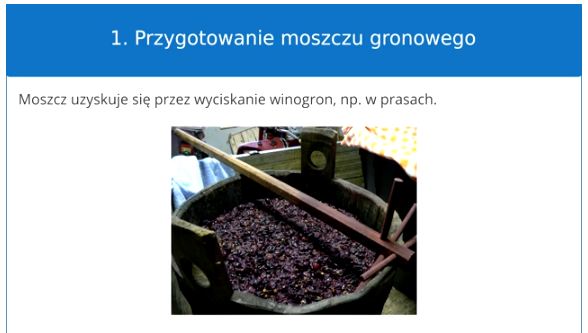 1. Przygotowanie moszczu gronowego
Moszcz uzyskuje się przez wyciskanie winogron, np. w prasach.